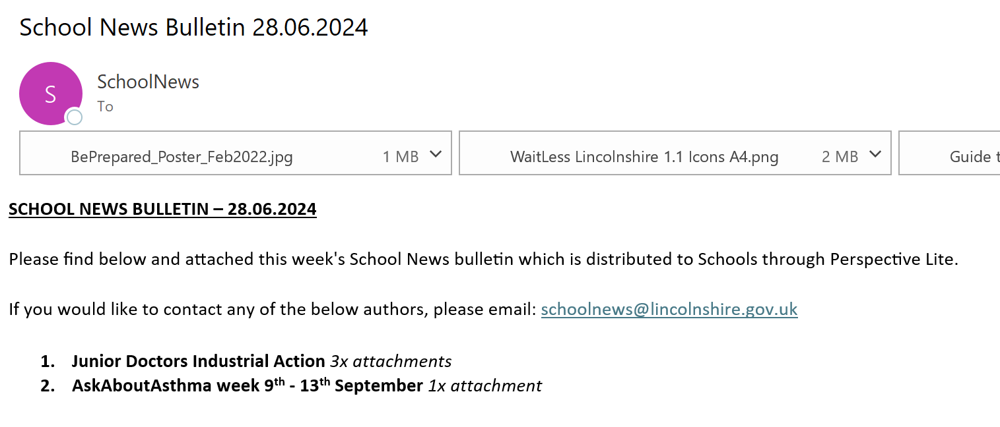 School News Bulletin 28.06.2024
S
SchoolNews
To
BePrepared_Poster_Feb2022.jpg 1 MB
WaitLess Lincolnshire 1.1 Icons A4.png 2 MB
Guide
SCHOOL NEWS BULLETIN – 28.06.2024
Please find below and attached this week's School News bulletin which is distributed to Schools through Perspective Lite.
If you would like to contact any of the below authors, please email: schoolnews@lincolnshire.gov.uk
1. Junior Doctors Industrial Action 3x attachments
2. AskAboutAsthma week 9th - 13th September 1x attachment